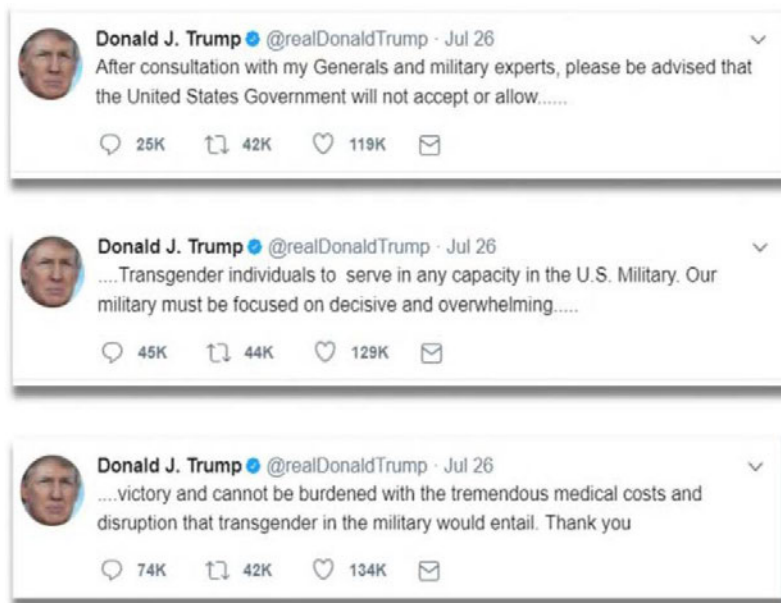 Donald J. Trump @realDonaldTrump · Jul 26
After consultation with my Generals and military experts, please be advised that
the United States Government will not accept or allow......
25K 42K 119K
Donald J. Trump @realDonaldTrump · Jul 26
....Transgender individuals to serve in any capacity in the U.S. Military. Our
military must be focused on decisive and overwhelming.....
45K 44K 129K
Donald J. Trump @realDonaldTrump · Jul 26
....victory and cannot be burdened with the tremendous medical costs and
disruption that transgender in the military would entail. Thank you
74K 42K 134K